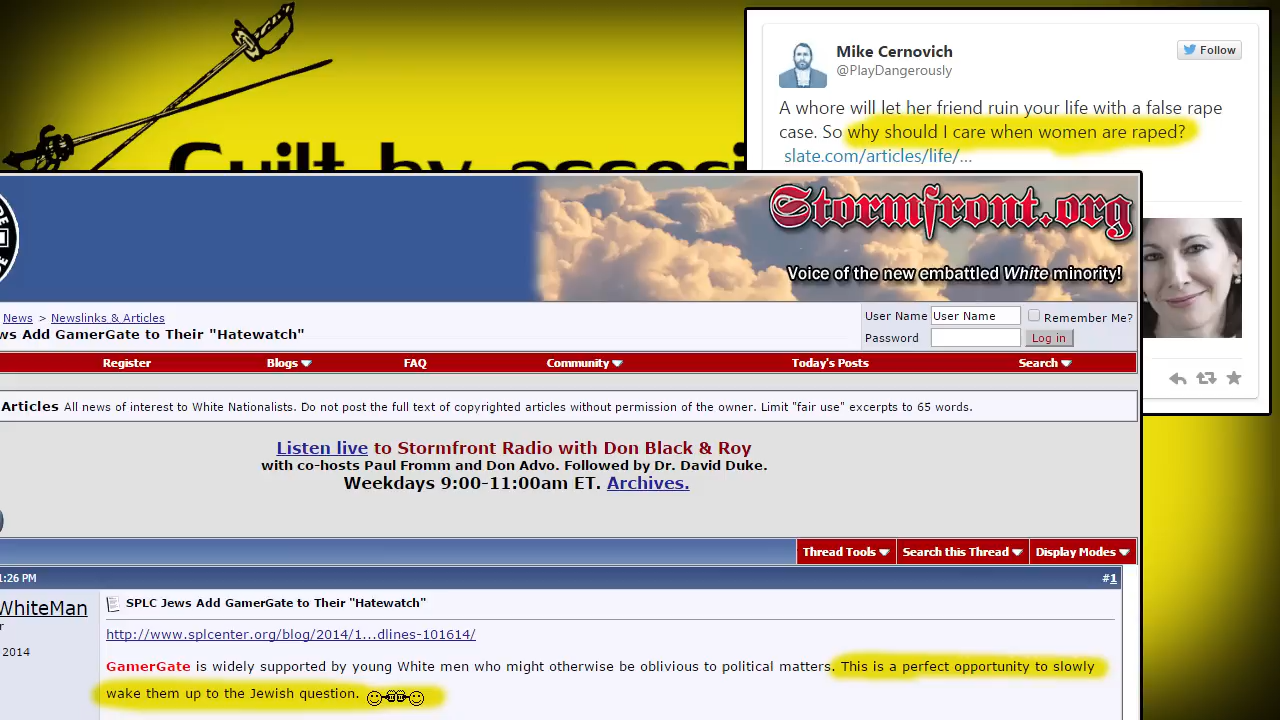 Guilt by associ
Mike Cernovich
@PlayDangerously
Follow
A whore will let her friend ruin your life with a false rape
case. So why should I care when women are raped?
slate.com/articles/life/...
Stormfront.org
Voice of the new embattled White minority!
News > Newslinks & Articles
ws Add GamerGate to Their "Hatewatch"
User Name User Name Remember Me?
Password Log in
Register Blogs FAQ Community Today's Posts Search
Articles All news of interest to White Nationalists. Do not post the full text of copyrighted articles without permission of the owner. Limit "fair use" excerpts to 65 words.
Listen live to Stormfront Radio with Don Black & Roy
with co-hosts Paul Fromm and Don Advo. Followed by Dr. David Duke.
Weekdays 9:00-11:00am ET. Archives.
Thread Tools Search this Thread Display Modes
1:26 PM #1
WhiteMan
r
2014
SPLC Jews Add GamerGate to Their "Hatewatch"
http://www.splcenter.org/blog/2014/1...dlines-101614/
GamerGate is widely supported by young White men who might otherwise be oblivious to political matters. This is a perfect opportunity to slowly
wake them up to the Jewish question.